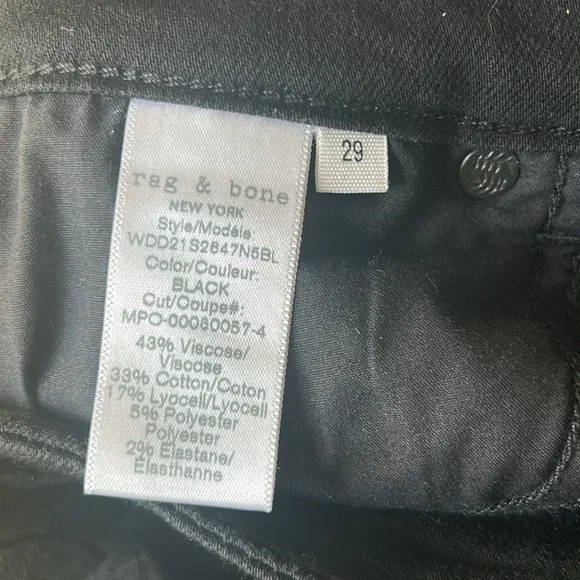 rag & bone
NEW YORK
Style/Modèle
WDD21S2647N5BL
Color/Couleur:
BLACK
Cut/Coupe#:
MPO-00060057-4
43% Viscose/
Viscose
33% Cotton/Coton
17% Lyocell/Lyocell
5% Polyester
Polyester
2% Elastane/
Elasthanne
29